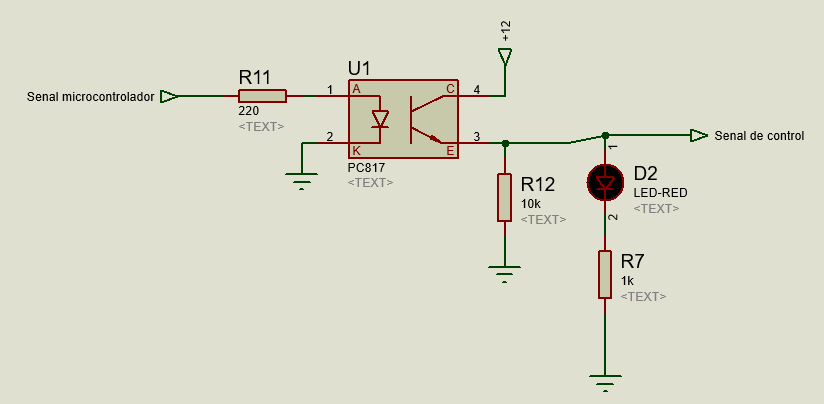 +12
U1
R11
Senal microcontrolador
220
<TEXT>
1
A
C
4
2
K
E
3
PC817
<TEXT>
R12
10k
<TEXT>
Senal de control
1
D2
LED-RED
<TEXT>
2
R7
1k
<TEXT>